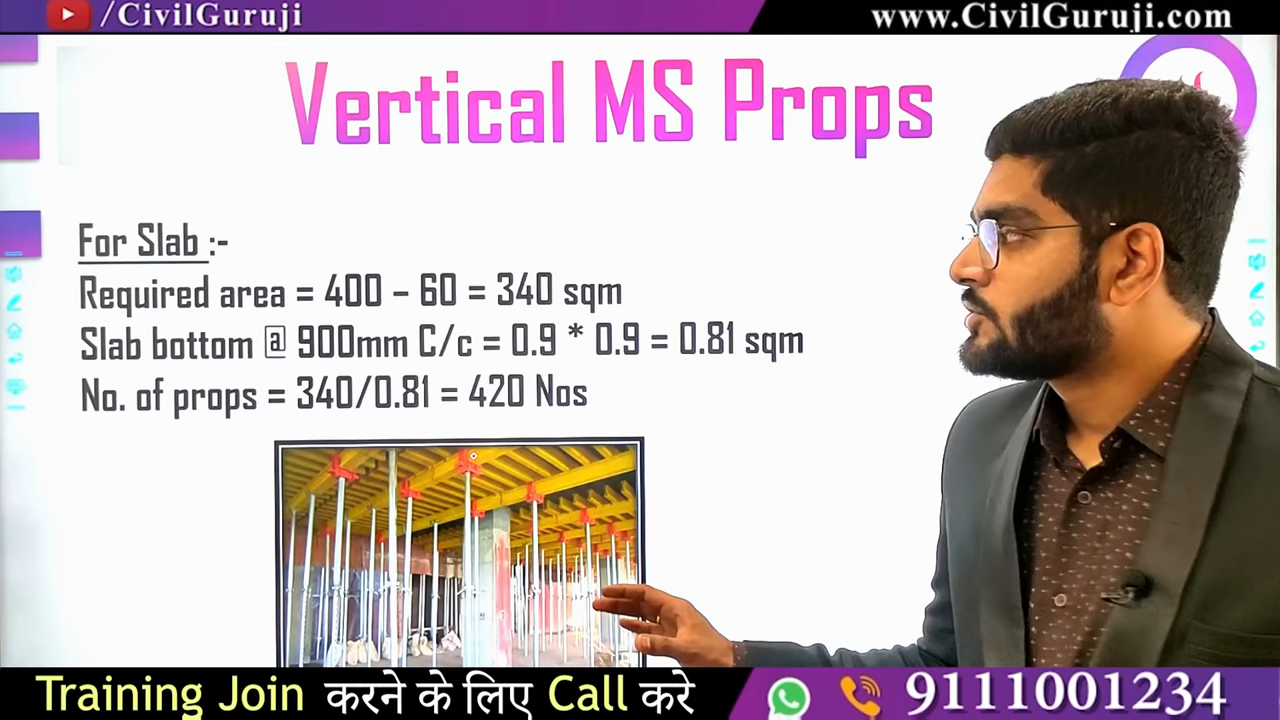 /CivilGuruji
www.CivilGuruji.com
Vertical MS Props
For Slab :-
Required area = 400 – 60 = 340 sqm
Slab bottom @ 900mm C/c = 0.9 * 0.9 = 0.81 sqm
No. of props = 340/0.81 = 420 Nos
Training Join करने के लिए Call करे
9111001234